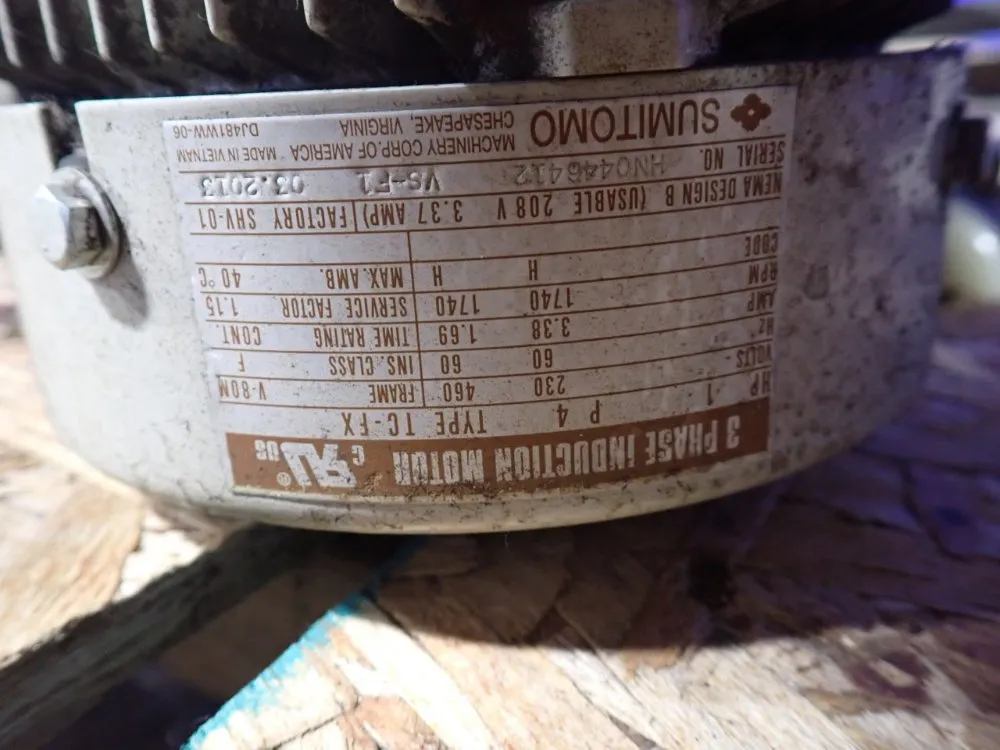 3 PHASE INDUCTION MOTOR c RU US ®
HP 1 P 4 TYPE TC-FX
VOLTS 230 460 FRAME V-80M
Hz 60 60 INS. CLASS F
AMP 3.38 1.69 TIME RATING CONT.
RPM 1740 1740 SERVICE FACTOR 1.15
CODE H H MAX. AMB. 40°C
NEMA DESIGN B (USABLE 208 V 3.37 AMP) FACTORY SHV-01
SERIAL NO. HN0446412 VS-F1 03.2013
SUMITOMO MACHINERY CORP. OF AMERICA MADE IN VIETNAM
CHESAPEAKE, VIRGINIA DJ481WW-06